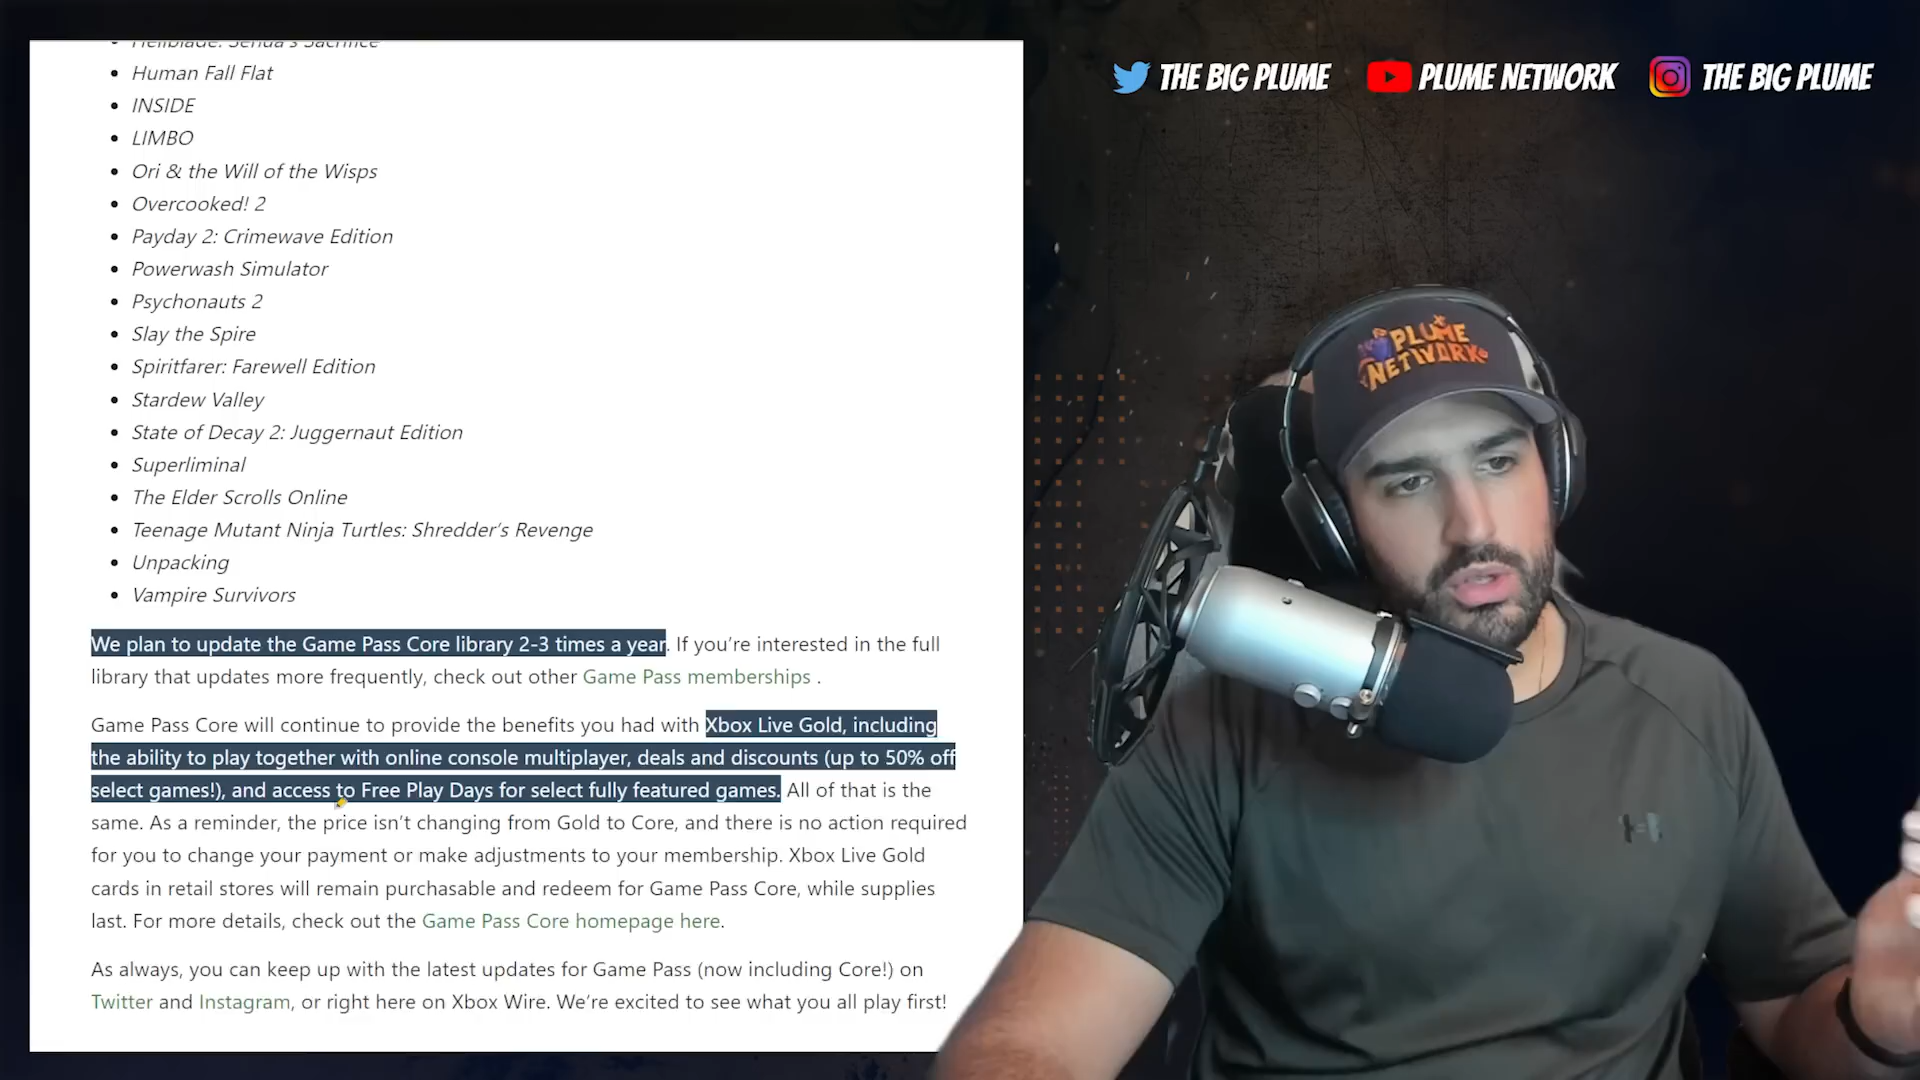 Hellblade: Senua's Sacrifice
Human Fall Flat
INSIDE
LIMBO
Ori & the Will of the Wisps
Overcooked! 2
Payday 2: Crimewave Edition
Powerwash Simulator
Psychonauts 2
Slay the Spire
Spiritfarer: Farewell Edition
Stardew Valley
State of Decay 2: Juggernaut Edition
Superliminal
The Elder Scrolls Online
Teenage Mutant Ninja Turtles: Shredder's Revenge
Unpacking
Vampire Survivors
We plan to update the Game Pass Core library 2-3 times a year. If you're interested in the full
library that updates more frequently, check out other Game Pass memberships .
Game Pass Core will continue to provide the benefits you had with Xbox Live Gold, including
the ability to play together with online console multiplayer, deals and discounts (up to 50% off
select games!), and access to Free Play Days for select fully featured games. All of that is the
same. As a reminder, the price isn't changing from Gold to Core, and there is no action required
for you to change your payment or make adjustments to your membership. Xbox Live Gold
cards in retail stores will remain purchasable and redeem for Game Pass Core, while supplies
last. For more details, check out the Game Pass Core homepage here.
As always, you can keep up with the latest updates for Game Pass (now including Core!) on
Twitter and Instagram, or right here on Xbox Wire. We're excited to see what you all play first!
THE BIG PLUME PLUME NETWORK THE BIG PLUME
PLUME
NETWORK